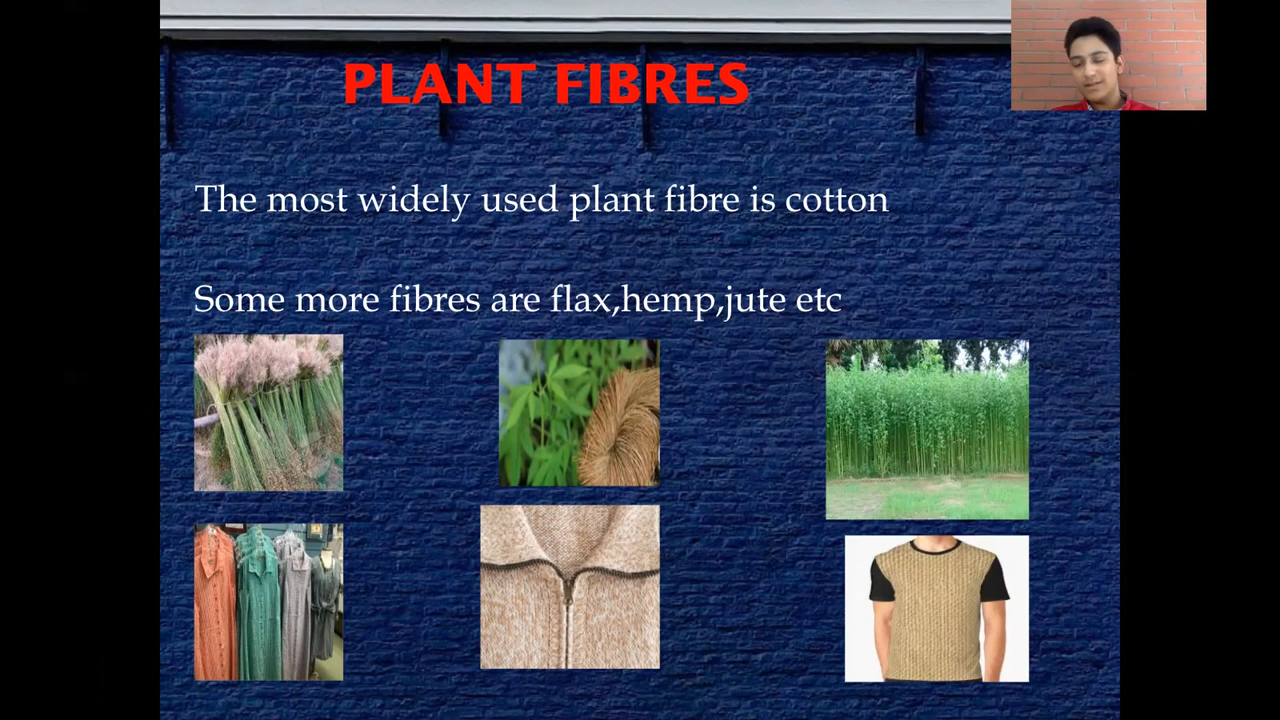 PLANT FIBRES
The most widely used plant fibre is cotton
Some more fibres are flax,hemp,jute etc